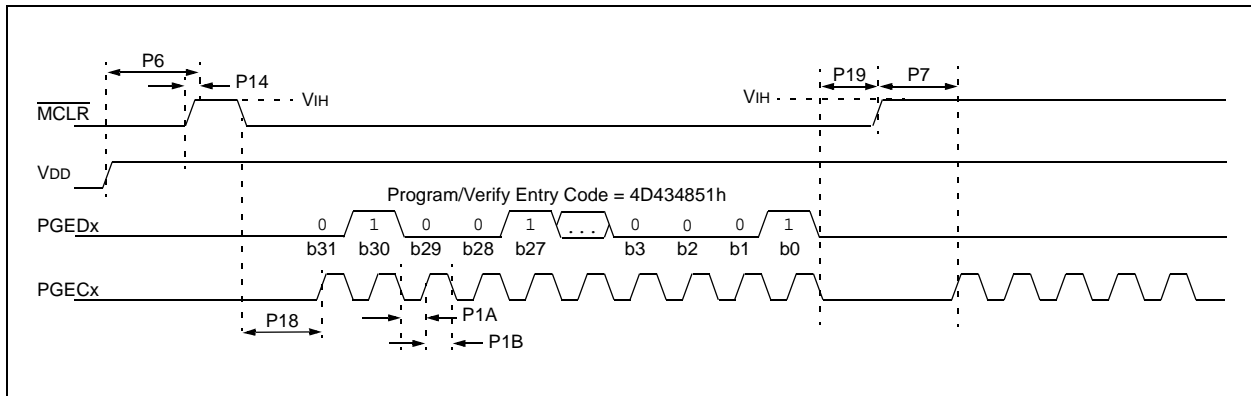 P6
P14
P19
P7
VIH
VIH
MCLR
VDD
Program/Verify Entry Code = 4D434851h
PGEDx
0 1 0 0 1 ... 0 0 0 1
b31 b30 b29 b28 b27 b3 b2 b1 b0
PGECx
P18
P1A
P1B